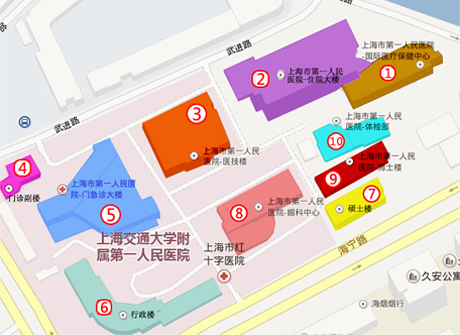 武进路
上海市第一人民医院
-国际医疗保健中心
①
②
上海市第一人民
医院-住院大楼
③
武进路
上海市第一人民
医院-体检部
⑩
上海市第一人民
医院-医技楼
上海市第一人民
医院-博士楼
⑨
④
门诊副楼
上海市第一人民医
院-门急诊大楼
⑤
⑦
硕士楼
⑧
上海市第一人民
医院-眼科中心
上海交通大学附
属第一人民医院
上海市红
十字医院
海宁路
久安公寓
⑥
行政楼
海烟烟行